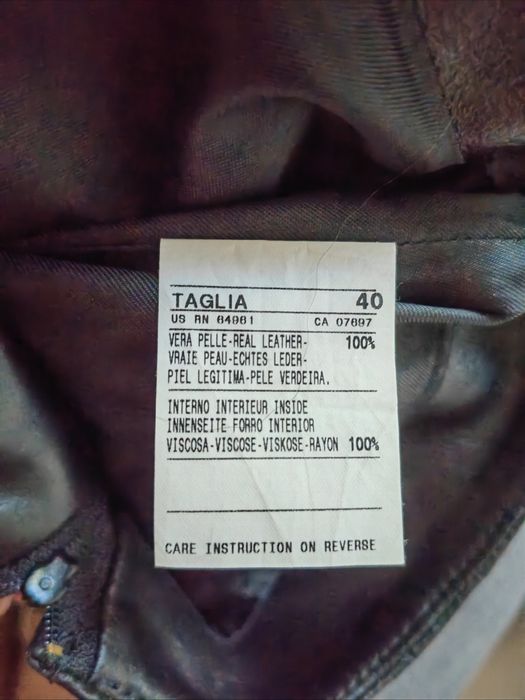 TAGLIA 40
US RN 64961 CA 07697
VERA PELLE-REAL LEATHER- 100%
VRAIE PEAU-ECHTES LEDER-
PIEL LEGITIMA-PELE VERDEIRA.
INTERNO INTERIEUR INSIDE
INNENSEITE FORRO INTERIOR
VISCOSA-VISCOSE-VISKOSE-RAYON 100%
CARE INSTRUCTION ON REVERSE